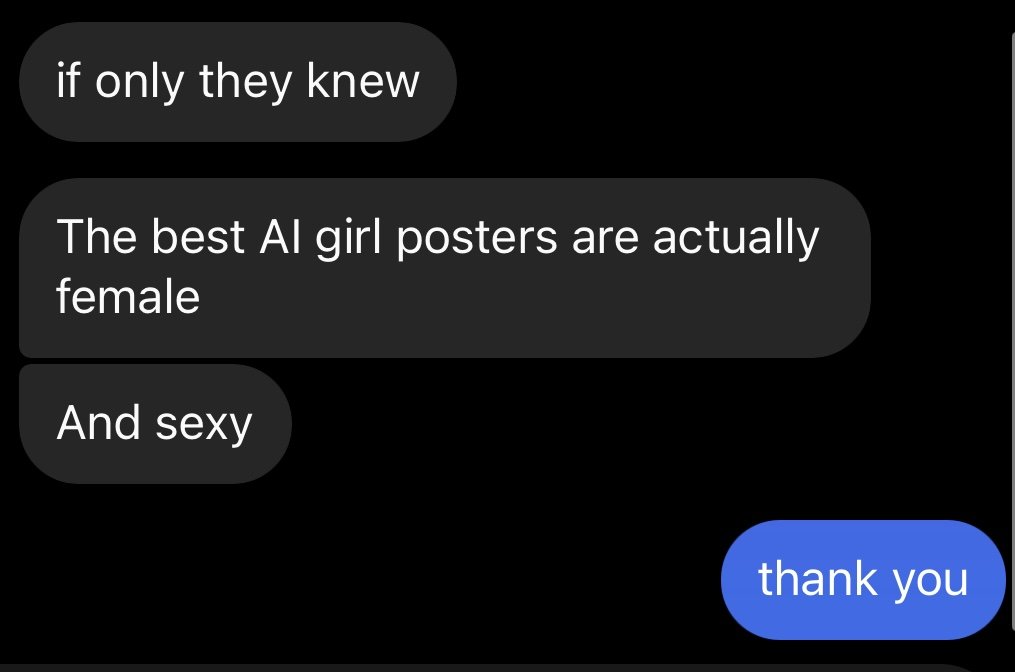 if only they knew
The best AI girl posters are actually
female
And sexy
thank you